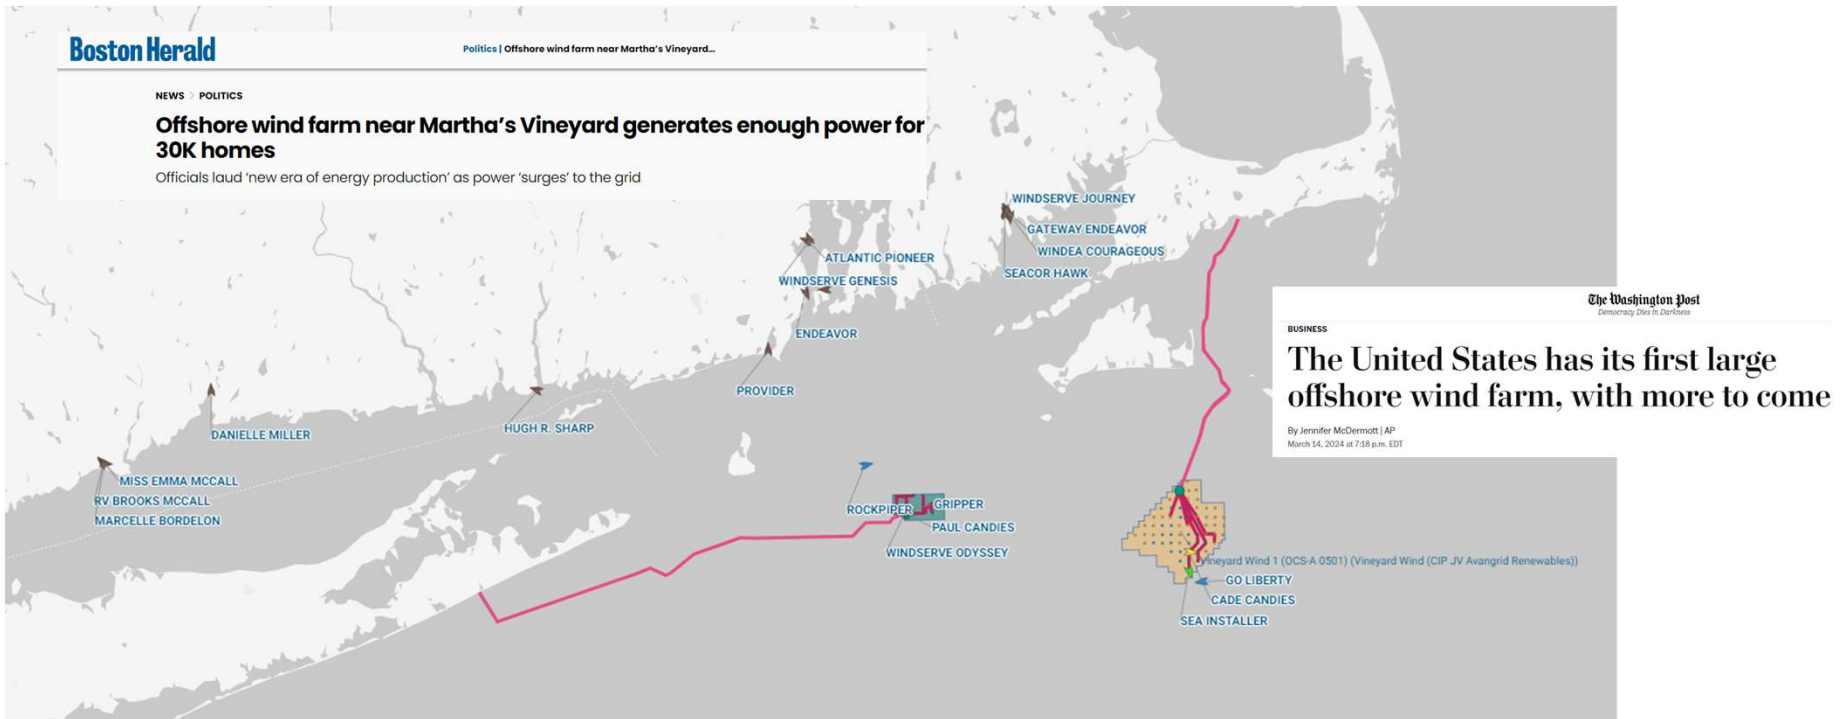 Boston Herald
Politics | Offshore wind farm near Martha's Vineyard...
NEWS > POLITICS
Offshore wind farm near Martha's Vineyard generates enough power for
30K homes
Officials laud 'new era of energy production' as power 'surges' to the grid
WINDSERVE JOURNEY
GATEWAY ENDEAVOR
WINDEA COURAGEOUS
SEACOR HAWK
ATLANTIC PIONEER
WINDSERVE GENESIS
ENDEAVOR
PROVIDER
The Washington Post
Democracy Dies in Darkness
BUSINESS
The United States has its first large
offshore wind farm, with more to come
By Jennifer McDermott | AP
March 14, 2024 at 7:18 p.m. EDT
DANIELLE MILLER
HUGH R. SHARP
MISS EMMA MCCALL
RV BROOKS MCCALL
MARCELLE BORDELON
ROCKPIPER
GRIPPER
PAUL CANDIES
WINDSERVE ODYSSEY
Vineyard Wind 1 (OCS-A 0501) (Vineyard Wind (CIP JV Avangrid Renewables))
GO LIBERTY
CADE CANDIES
SEA INSTALLER